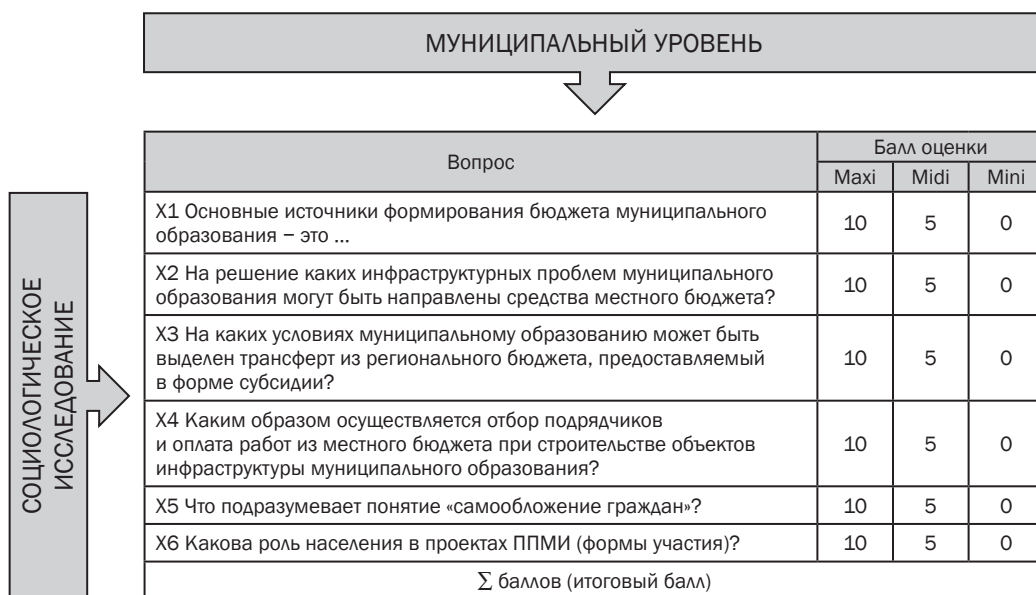 МУНИЦИПАЛЬНЫЙ УРОВЕНЬ
СОЦИОЛОГИЧЕСКОЕ
ИССЛЕДОВАНИЕ
Вопрос
Балл оценки
Maxi Midi Mini
X1 Основные источники формирования бюджета муниципального
образования – это ...
10 5 0
X2 На решение каких инфраструктурных проблем муниципального
образования могут быть направлены средства местного бюджета?
10 5 0
X3 На каких условиях муниципальному образованию может быть
выделен трансферт из регионального бюджета, предоставляемый
в форме субсидии?
10 5 0
X4 Каким образом осуществляется отбор подрядчиков
и оплата работ из местного бюджета при строительстве объектов
инфраструктуры муниципального образования?
10 5 0
X5 Что подразумевает понятие «самообложение граждан»?
10 5 0
X6 Какова роль населения в проектах ППМИ (формы участия)?
10 5 0
Σ баллов (итоговый балл)